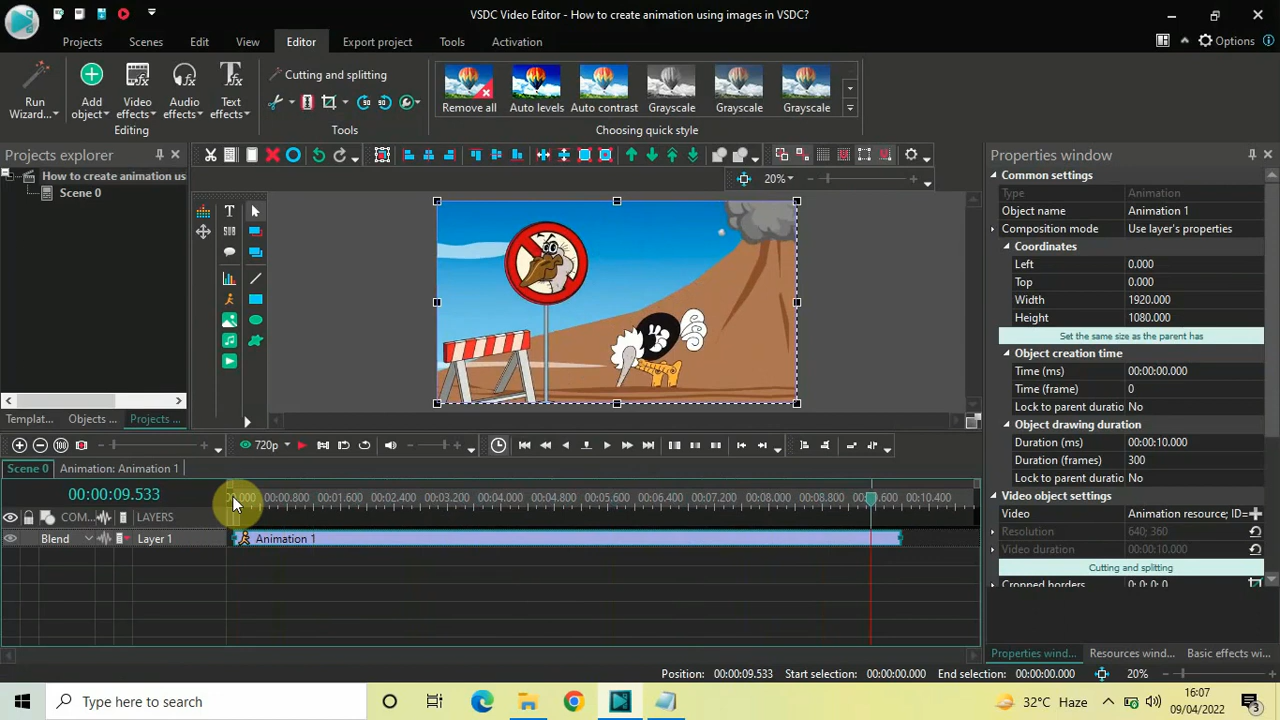 VSDC Video Editor - How to create animation using images in VSDC?
Projects Scenes Edit View Editor Export project Tools Activation Options
Run Wizard... Add object Video effects Audio effects Text effects
Editing
Cutting and splitting
Tools
Remove all Auto levels Auto contrast Grayscale Grayscale Grayscale
Choosing quick style
Projects explorer
How to create animation us
Scene 0
Templat... Objects ... Projects ...
20%
Properties window
Common settings
Type Animation
Object name Animation 1
Composition mode Use layer's properties
Coordinates
Left 0.000
Top 0.000
Width 1920.000
Height 1080.000
Set the same size as the parent has
Object creation time
Time (ms) 00:00:00.000
Time (frame) 0
Lock to parent duratio No
Object drawing duration
Duration (ms) 00:00:10.000
Duration (frames) 300
Lock to parent duratio No
Video object settings
Video Animation resource; ID=
Resolution 640; 360
Video duration 00:00:10.000
Cutting and splitting
Cropped borders 0; 0; 0; 0
Properties wind... Resources wind... Basic effects wi...
720p
Scene 0 Animation: Animation 1
00:00:09.533
00:00.800 00:01.600 00:02.400 00:03.200 00:04.000 00:04.800 00:05.600 00:06.400 00:07.200 00:08.000 00:08.800 00:10.400
COM... LAYERS
Blend Layer 1 Animation 1
Position: 00:00:09.533 Start selection: 00:00:00.000 End selection: 00:00:00.000 20%
Type here to search
32°C Haze
16:07
09/04/2022
3